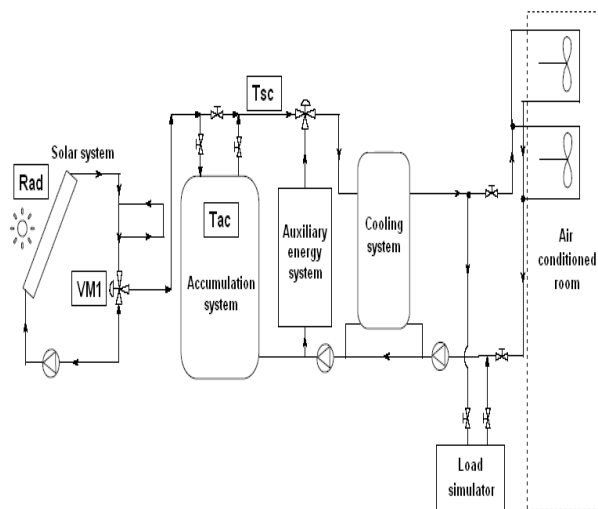 Tsc
Solar system
Rad
Tac
Cooling
system
Auxiliary
energy
system
Air
conditioned
room
VM1
Accumulation
system
Load
simulator